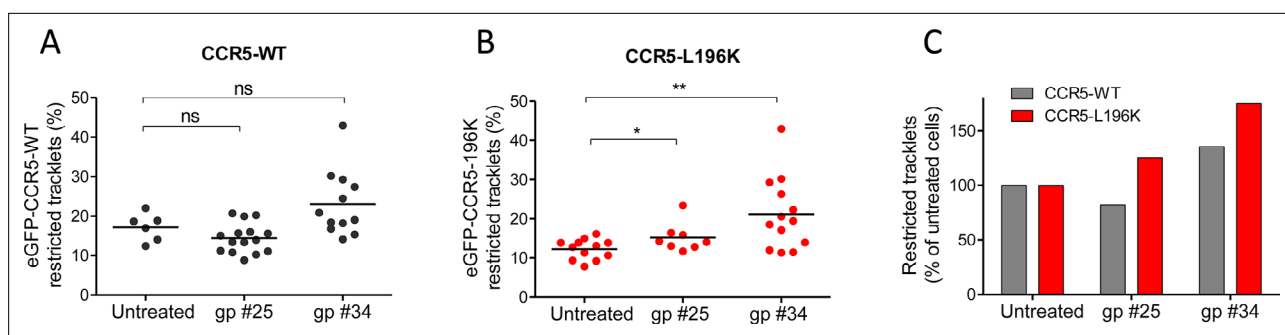 A
CCR5-WT
eGFP-CCR5-WT
restricted tracklets (%)
50
40
30
20
10
0
ns
ns
Untreated
gp #25
gp #34
B
CCR5-L196K
eGFP-CCR5-196K
restricted tracklets (%)
50
40
30
20
10
0
**
*
Untreated
gp #25
gp #34
C
CCR5-WT
CCR5-L196K
Restricted tracklets
(% of untreated cells)
150
100
50
0
Untreated
gp #25
gp #34